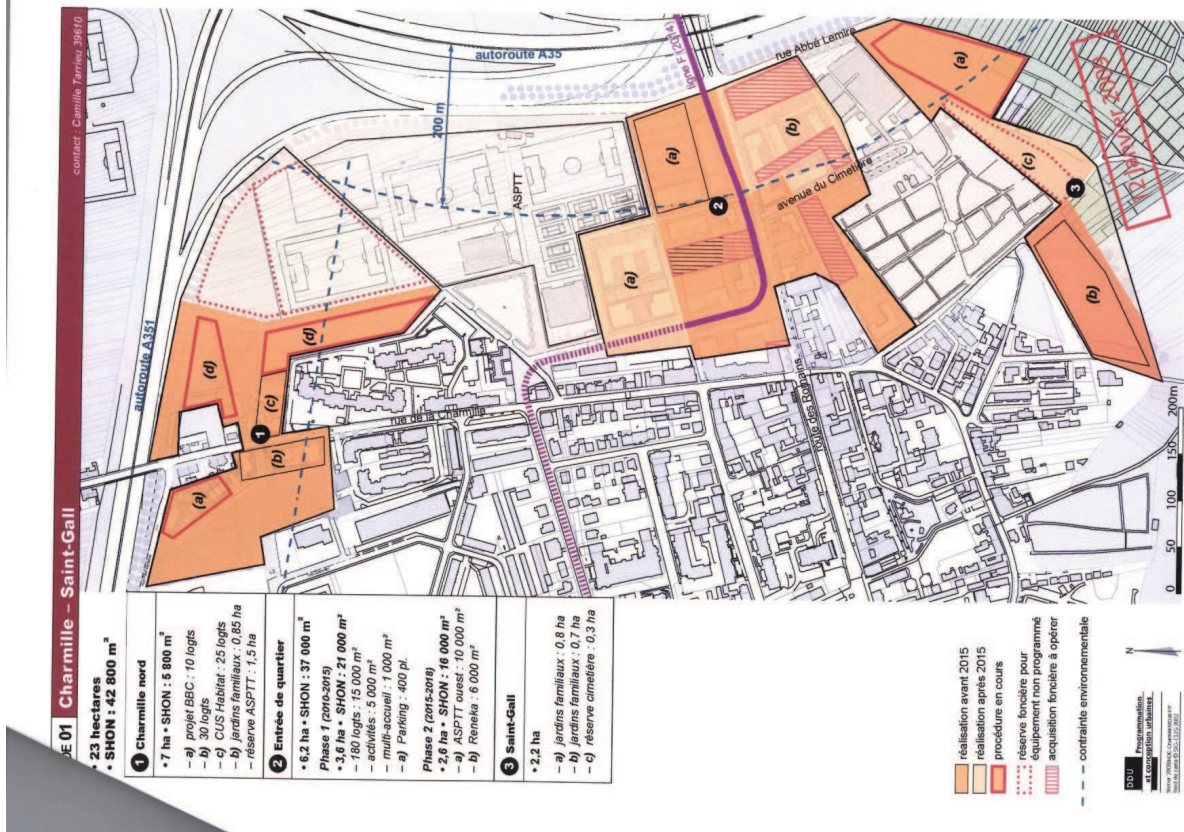 DE 01 Charmille – Saint-Gall
contact : Camille Tarrieu 39610
• 23 hectares
• SHON : 42 800 m²
1 Charmille nord
• 7 ha • SHON : 5 800 m²
– a) projet BBC : 10 logts
– b) 30 logts
– c) CUS Habitat : 25 logts
– b) jardins familiaux : 0,85 ha
– réserve ASPTT : 1,5 ha
2 Entrée de quartier
• 6,2 ha • SHON : 37 000 m²
Phase 1 (2010-2015)
• 3,6 ha • SHON : 21 000 m²
– 180 logts : 15 000 m²
– activités : 5 000 m²
– multi-accueil : 1 000 m²
– a) Parking : 400 pl.
Phase 2 (2015-2018)
• 2,6 ha • SHON : 16 000 m²
– a) ASPTT ouest : 10 000 m²
– b) Reneka : 6 000 m²
3 Saint-Gall
• 2,2 ha
– a) jardins familiaux : 0,8 ha
– b) jardins familiaux : 0,7 ha
– c) réserve cimetière : 0,3 ha
autoroute A351
autoroute A35
200 m
ligne F (2014)
rue Abbé Lemire
ASPTT
avenue du Cimetière
rue de la Charmille
route des Romains
(a)
(b)
(c)
(d)
(d)
1
(a)
(a)
(b)
2
(a)
(b)
(c)
3
12 JANVIER 2009
0 50 100 150 200m
réalisation avant 2015
réalisation après 2015
procédure en cours
réserve foncière pour
équipement non programmé
acquisition foncière à opérer
contrainte environnementale
N
DDU
Programmation
et conception urbaines